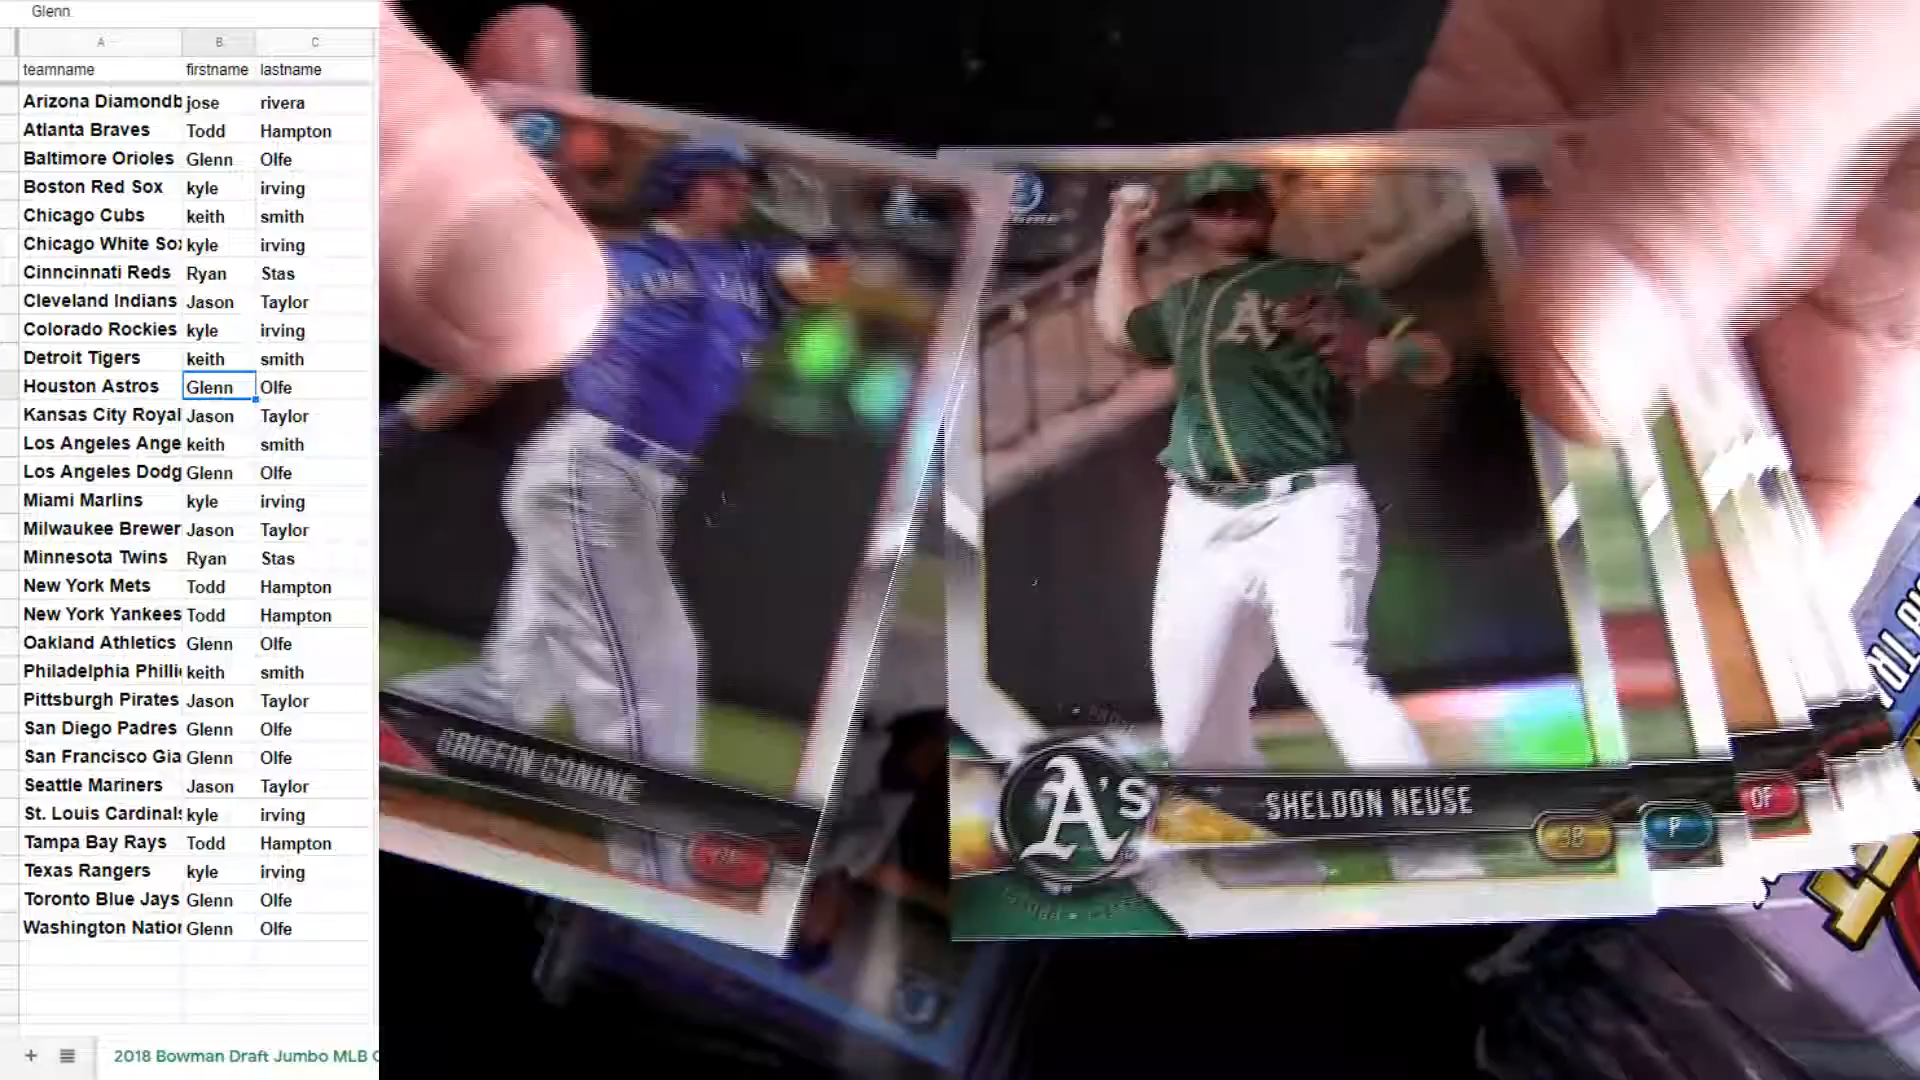 Glenn
A B C
teamname firstname lastname
Arizona Diamondb jose rivera
Atlanta Braves Todd Hampton
Baltimore Orioles Glenn Olfe
Boston Red Sox kyle irving
Chicago Cubs keith smith
Chicago White Sox kyle irving
Cinncinnati Reds Ryan Stas
Cleveland Indians Jason Taylor
Colorado Rockies kyle irving
Detroit Tigers keith smith
Houston Astros Glenn Olfe
Kansas City Royal Jason Taylor
Los Angeles Ange keith smith
Los Angeles Dodg Glenn Olfe
Miami Marlins kyle irving
Milwaukee Brewer Jason Taylor
Minnesota Twins Ryan Stas
New York Mets Todd Hampton
New York Yankees Todd Hampton
Oakland Athletics Glenn Olfe
Philadelphia Philli keith smith
Pittsburgh Pirates Jason Taylor
San Diego Padres Glenn Olfe
San Francisco Gia Glenn Olfe
Seattle Mariners Jason Taylor
St. Louis Cardinals kyle irving
Tampa Bay Rays Todd Hampton
Texas Rangers kyle irving
Toronto Blue Jays Glenn Olfe
Washington Nation Glenn Olfe
2018 Bowman Draft Jumbo MLB
GRIFFIN CONINE
A's
A's
SHELDON NEUSE
3B
P
OF